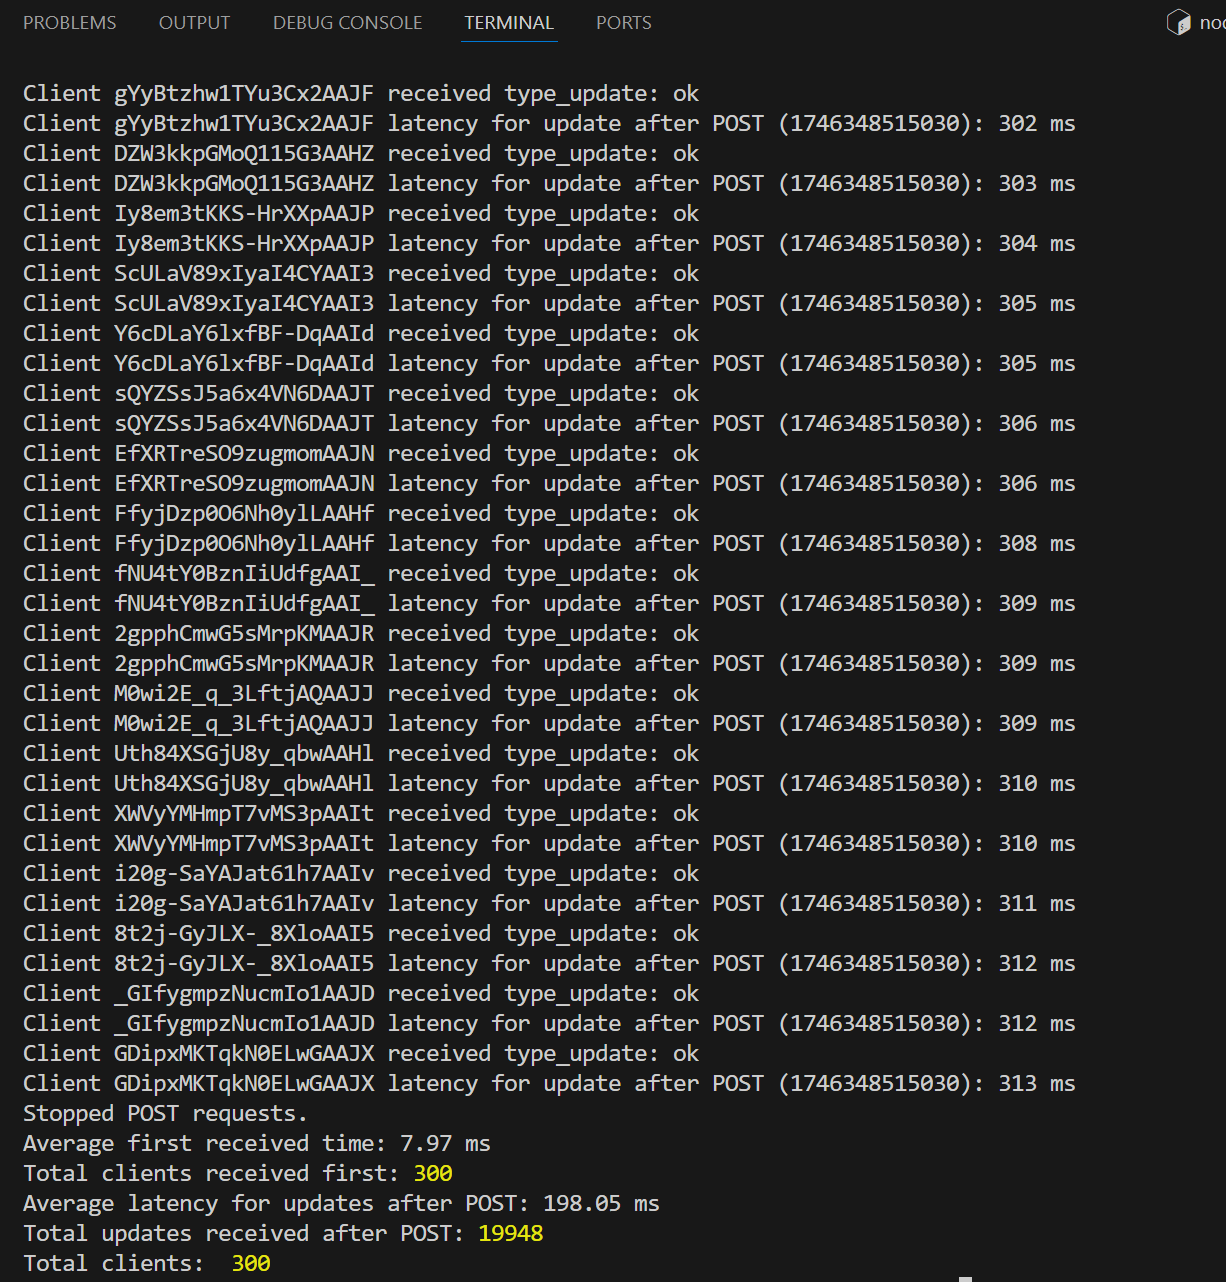 PROBLEMS OUTPUT DEBUG CONSOLE TERMINAL PORTS
Client gYyBtzhw1TYu3Cx2AAJF received type_update: ok
Client gYyBtzhw1TYu3Cx2AAJF latency for update after POST (1746348515030): 302 ms
Client DZW3kkpGMoQ115G3AAHZ received type_update: ok
Client DZW3kkpGMoQ115G3AAHZ latency for update after POST (1746348515030): 303 ms
Client Iy8em3tKKS-HrXXpAAJP received type_update: ok
Client Iy8em3tKKS-HrXXpAAJP latency for update after POST (1746348515030): 304 ms
Client ScULaV89xIyaI4CYAAI3 received type_update: ok
Client ScULaV89xIyaI4CYAAI3 latency for update after POST (1746348515030): 305 ms
Client Y6cDLaY6lxfBF-DqAAId received type_update: ok
Client Y6cDLaY6lxfBF-DqAAId latency for update after POST (1746348515030): 305 ms
Client sQYZSsJ5a6x4VN6DAAJT received type_update: ok
Client sQYZSsJ5a6x4VN6DAAJT latency for update after POST (1746348515030): 306 ms
Client EfXRTreSO9zugmomAAJN received type_update: ok
Client EfXRTreSO9zugmomAAJN latency for update after POST (1746348515030): 306 ms
Client FfyjDzp0O6Nh0ylLAAHf received type_update: ok
Client FfyjDzp0O6Nh0ylLAAHf latency for update after POST (1746348515030): 308 ms
Client fNU4tY0BznIiUdfgAAI_ received type_update: ok
Client fNU4tY0BznIiUdfgAAI_ latency for update after POST (1746348515030): 309 ms
Client 2gpphCmwG5sMrpKMAAJR received type_update: ok
Client 2gpphCmwG5sMrpKMAAJR latency for update after POST (1746348515030): 309 ms
Client M0wi2E_q_3LftjAQAAJJ received type_update: ok
Client M0wi2E_q_3LftjAQAAJJ latency for update after POST (1746348515030): 309 ms
Client Uth84XSGjU8y_qbwAAHl received type_update: ok
Client Uth84XSGjU8y_qbwAAHl latency for update after POST (1746348515030): 310 ms
Client XWVyYMHmpT7vMS3pAAIt received type_update: ok
Client XWVyYMHmpT7vMS3pAAIt latency for update after POST (1746348515030): 310 ms
Client i20g-SaYAJat61h7AAIv received type_update: ok
Client i20g-SaYAJat61h7AAIv latency for update after POST (1746348515030): 311 ms
Client 8t2j-GyJLX-_8XloAAI5 received type_update: ok
Client 8t2j-GyJLX-_8XloAAI5 latency for update after POST (1746348515030): 312 ms
Client _GIfygmpzNucmIo1AAJD received type_update: ok
Client _GIfygmpzNucmIo1AAJD latency for update after POST (1746348515030): 312 ms
Client GDipxMKTqkN0ELwGAAJX received type_update: ok
Client GDipxMKTqkN0ELwGAAJX latency for update after POST (1746348515030): 313 ms
Stopped POST requests.
Average first received time: 7.97 ms
Total clients received first: 300
Average latency for updates after POST: 198.05 ms
Total updates received after POST: 19948
Total clients:  300